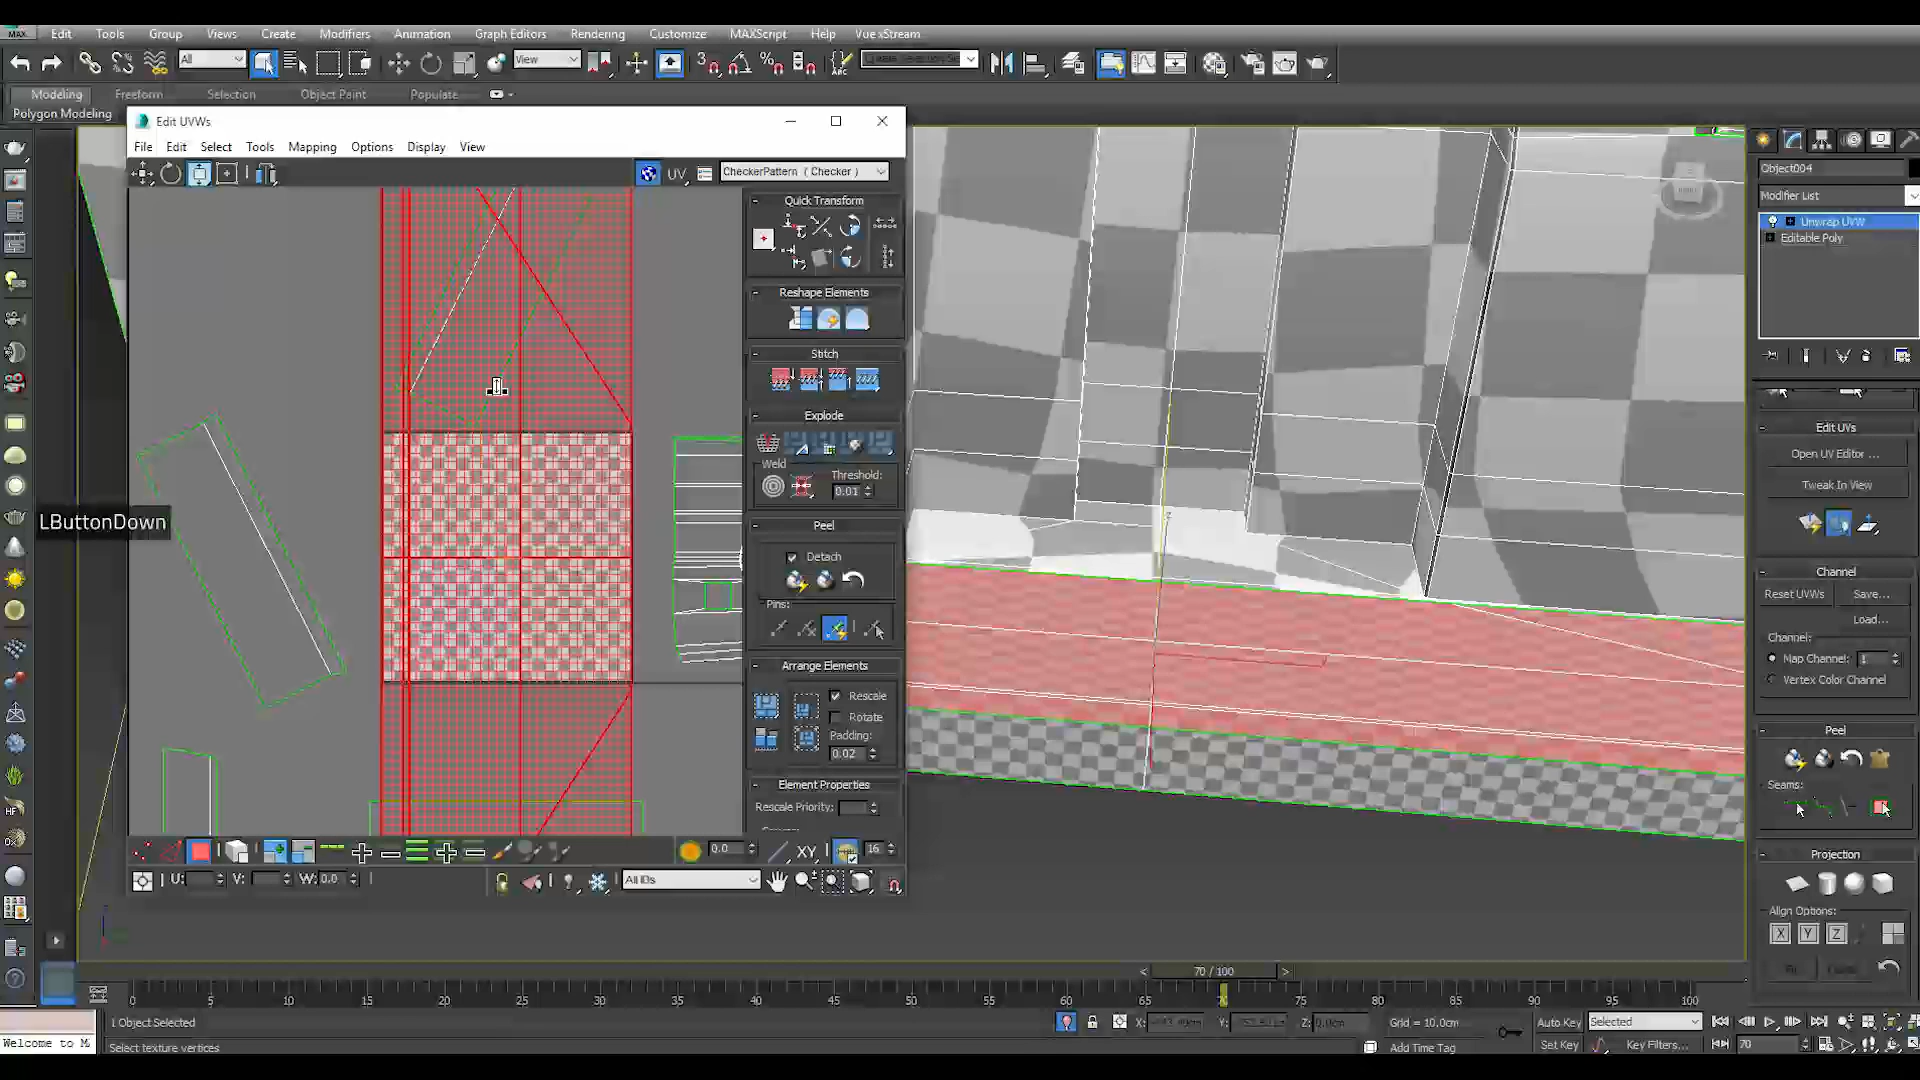 MAX
Edit Tools Group Views Create Modifiers Animation Graph Editors Rendering Customize MAXScript Help Vue xStream
All View
Modeling Freeform Selection Object Paint Populate
Polygon Modeling
Edit UVWs
File Edit Select Tools Mapping Options Display View
UV CheckerPattern ( Checker )
Quick Transform
Reshape Elements
Stitch
Explode
Weld Threshold:
0.01
Peel
Detach
Pins:
Arrange Elements
Rescale
Rotate
Padding:
0.02
Element Properties
Rescale Priority:
0.0 XY 16
U: V: W: 0.0 All IDs
LButtonDown
Object004
Modifier List
Unwrap UVW
Editable Poly
Edit UVs
Open UV Editor ...
Tweak In View
Channel
Reset UVWs Save...
Load...
Channel:
Map Channel: 1
Vertex Color Channel
Peel
Seams:
Projection
Align Options:
X Y Z
< 70 / 100 >
0 5 10 15 20 25 30 35 40 45 50 55 60 65 70 75 80 85 90 95 100
1 Object Selected X: Y: Z: 0.0cm Grid = 10.0cm Auto Key Selected
Welcome to M Select texture vertices Add Time Tag Set Key Key Filters... 70